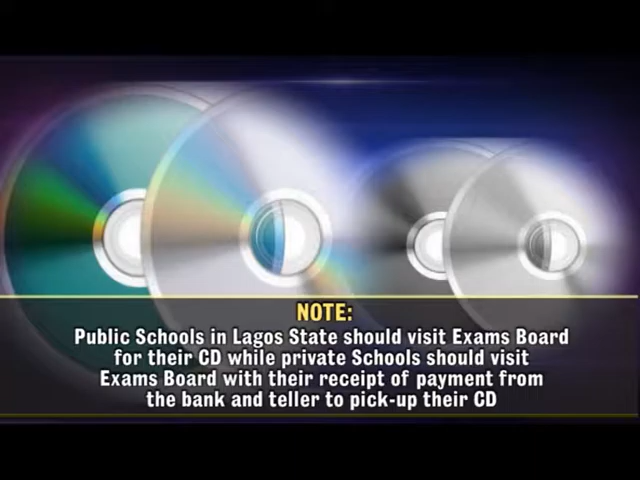 NOTE:
Public Schools in Lagos State should visit Exams Board
for their CD while private Schools should visit
Exams Board with their receipt of payment from
the bank and teller to pick-up their CD